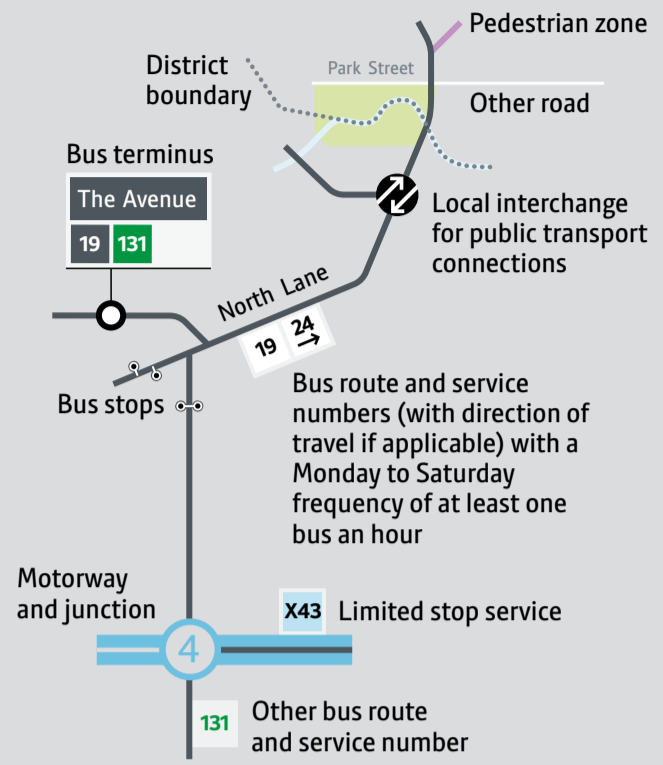 Pedestrian zone
District
boundary
Park Street
Other road
Bus terminus
The Avenue
19 131
Local interchange
for public transport
connections
North Lane
19 24
Bus stops
Bus route and service
numbers (with direction of
travel if applicable) with a
Monday to Saturday
frequency of at least one
bus an hour
Motorway
and junction
4
X43 Limited stop service
131
Other bus route
and service number